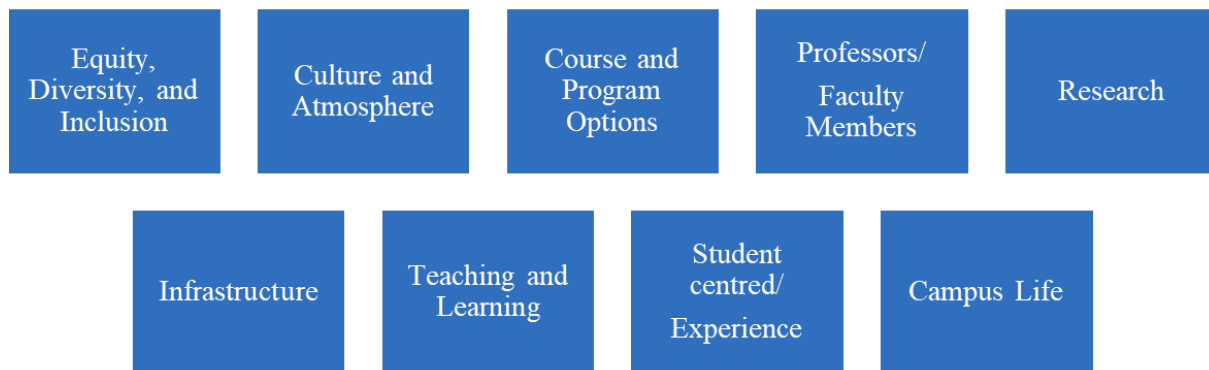 Equity,
Diversity, and
Inclusion
Culture and
Atmosphere
Course and
Program
Options
Professors/
Faculty
Members
Research
Infrastructure
Teaching and
Learning
Student
centred/
Experience
Campus Life